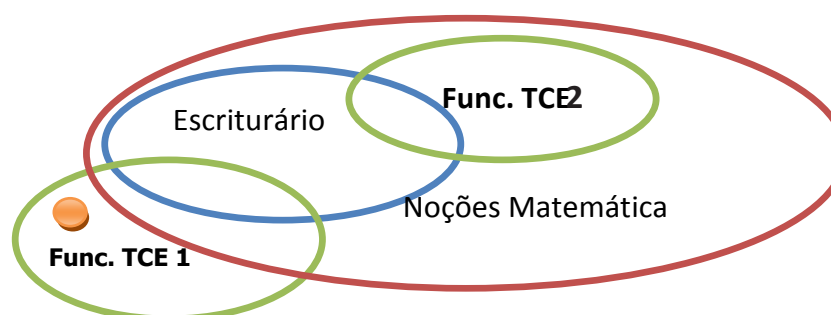 Func. TCE2
Escriturário
Noções Matemática
Func. TCE 1